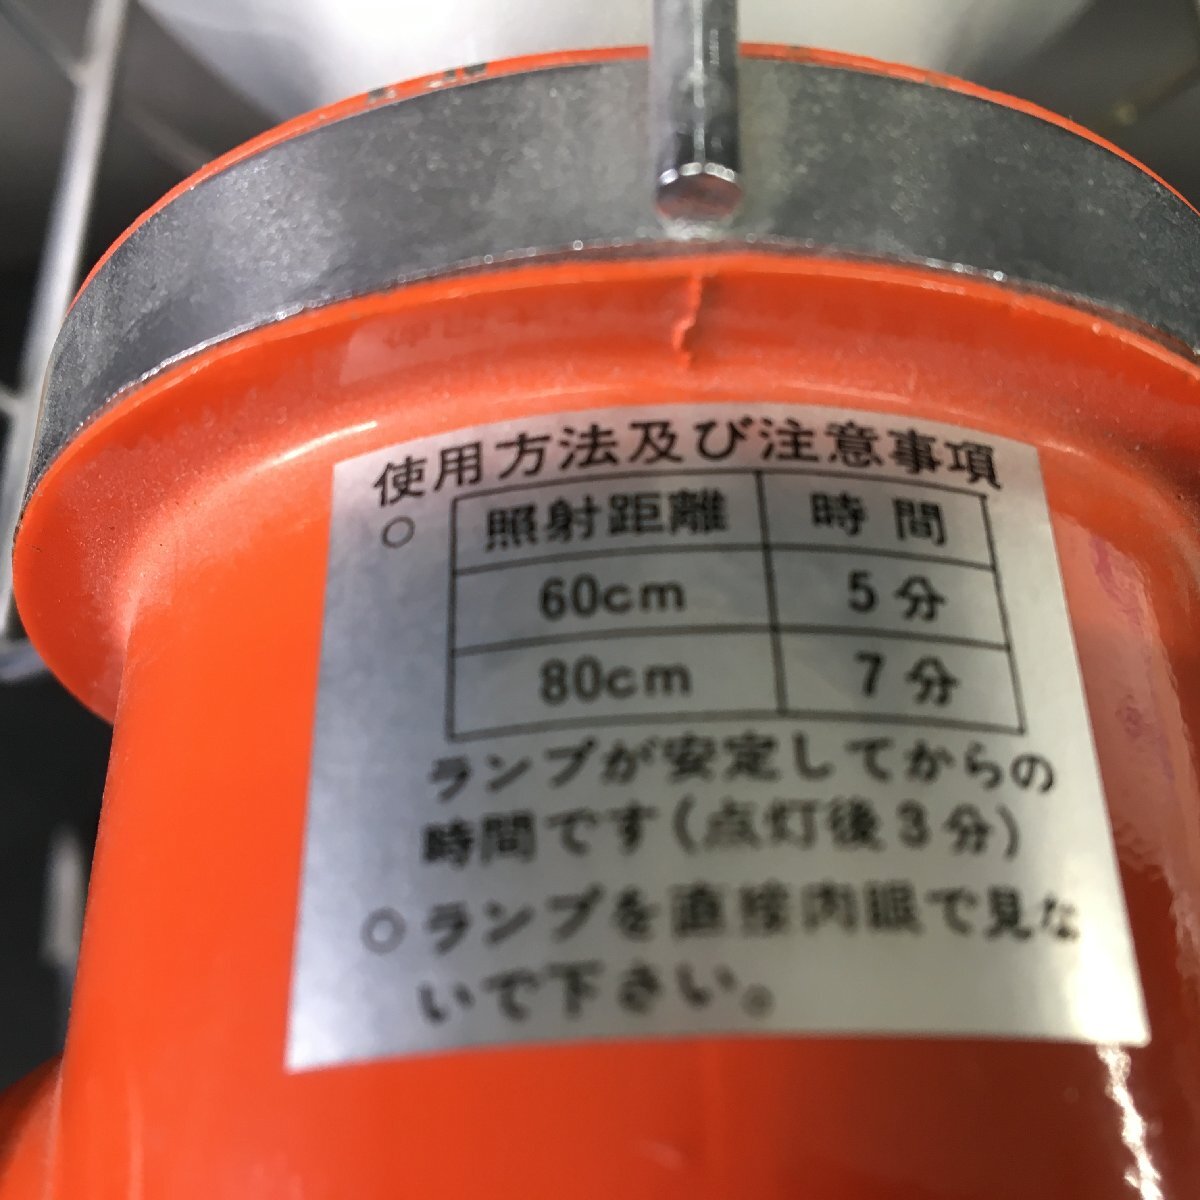 使用方法及び注意事項
○ 照射距離 時間
60cm 5分
80cm 7分
ランプが安定してからの
時間です(点灯後3分)
○ランプを直接肉眼で見な
いで下さい。